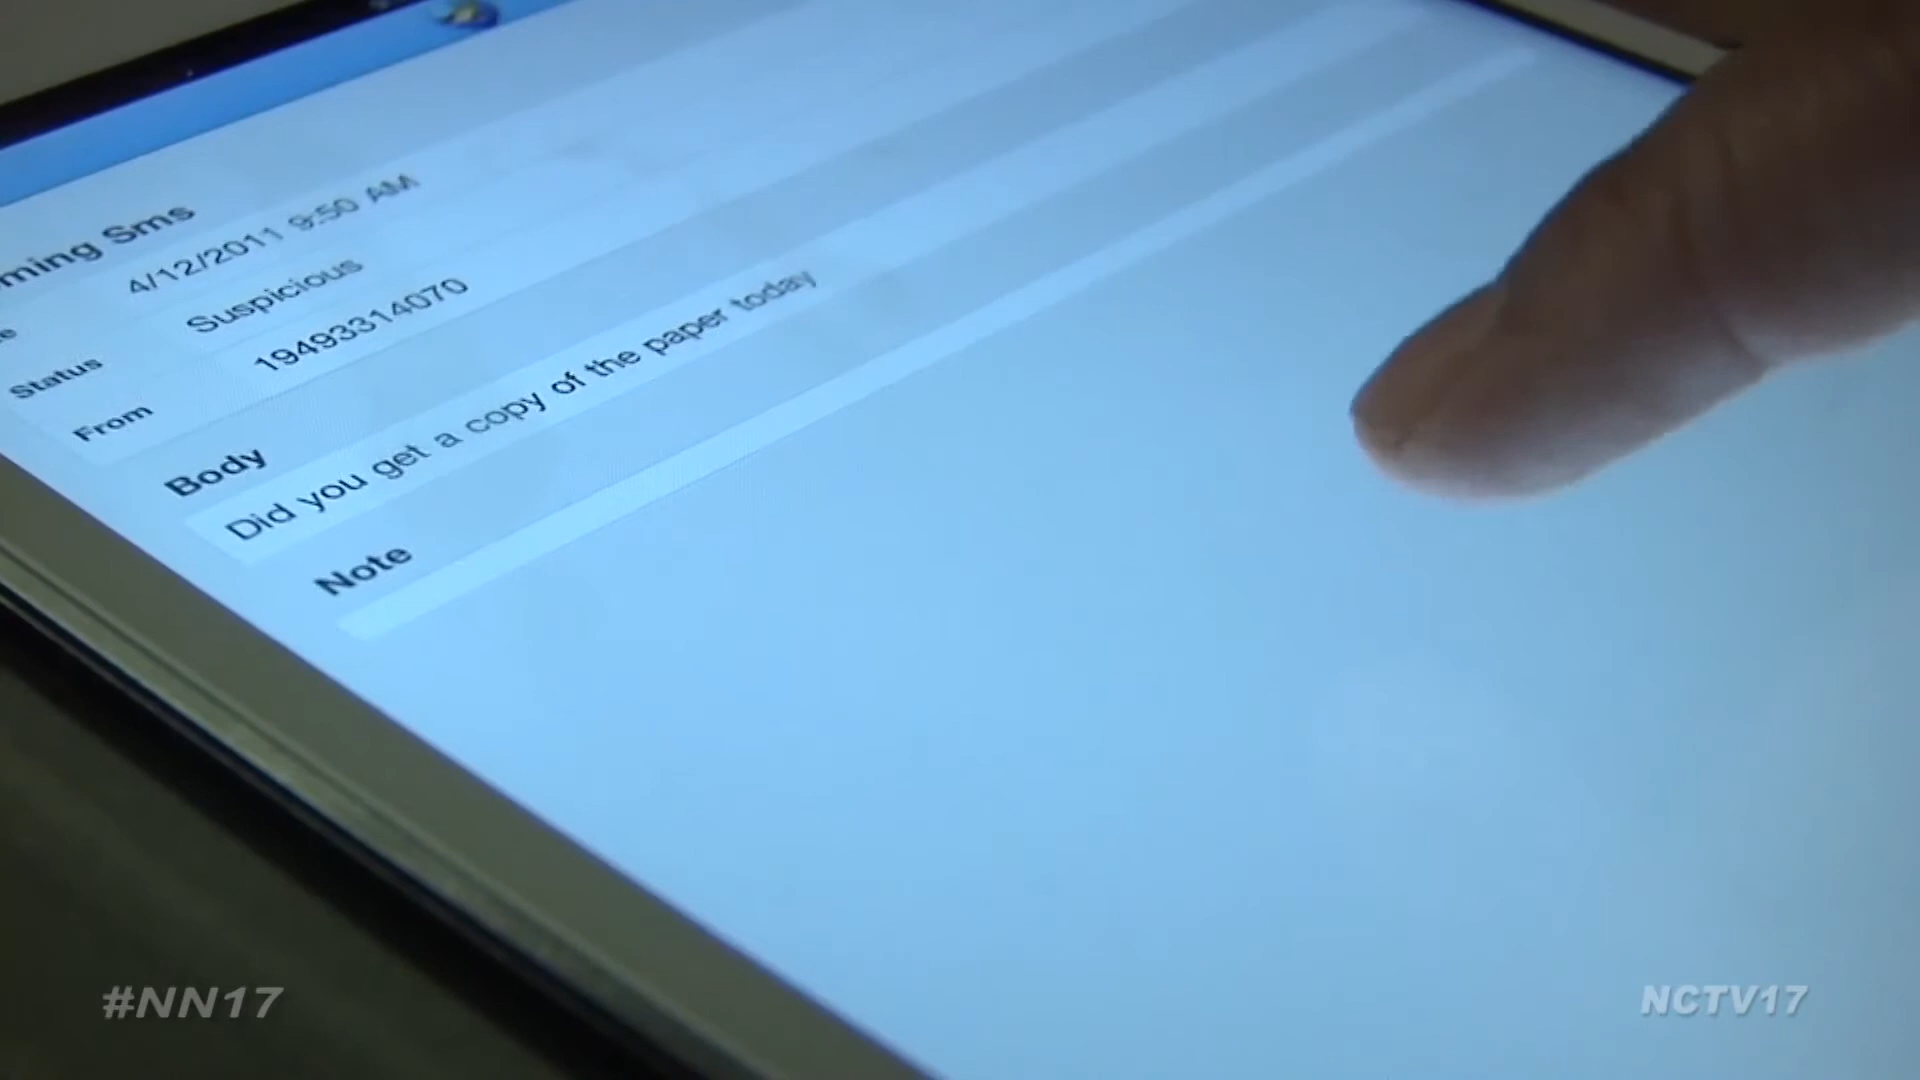 ming Sms
e 4/12/2011 9:50 AM
Status Suspicious
From 19493314070
Body
Did you get a copy of the paper today
Note
#NN17
NCTV17